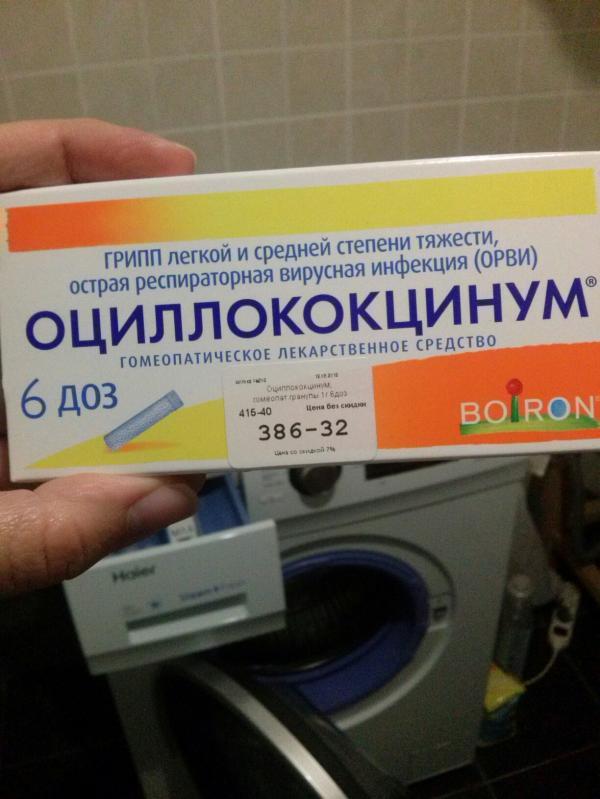 ГРИПП легкой и средней степени тяжести,
острая респираторная вирусная инфекция (ОРВИ)
ОЦИЛЛОКОКЦИНУМ®
ГОМЕОПАТИЧЕСКОЕ ЛЕКАРСТВЕННОЕ СРЕДСТВО
6 ДОЗ
Оциллококцинум,
гомеопат гранулы 1г 6доз
415-40 Цена без скидки
386-32
Цена со скидкой 7%
BOIRON
Haier